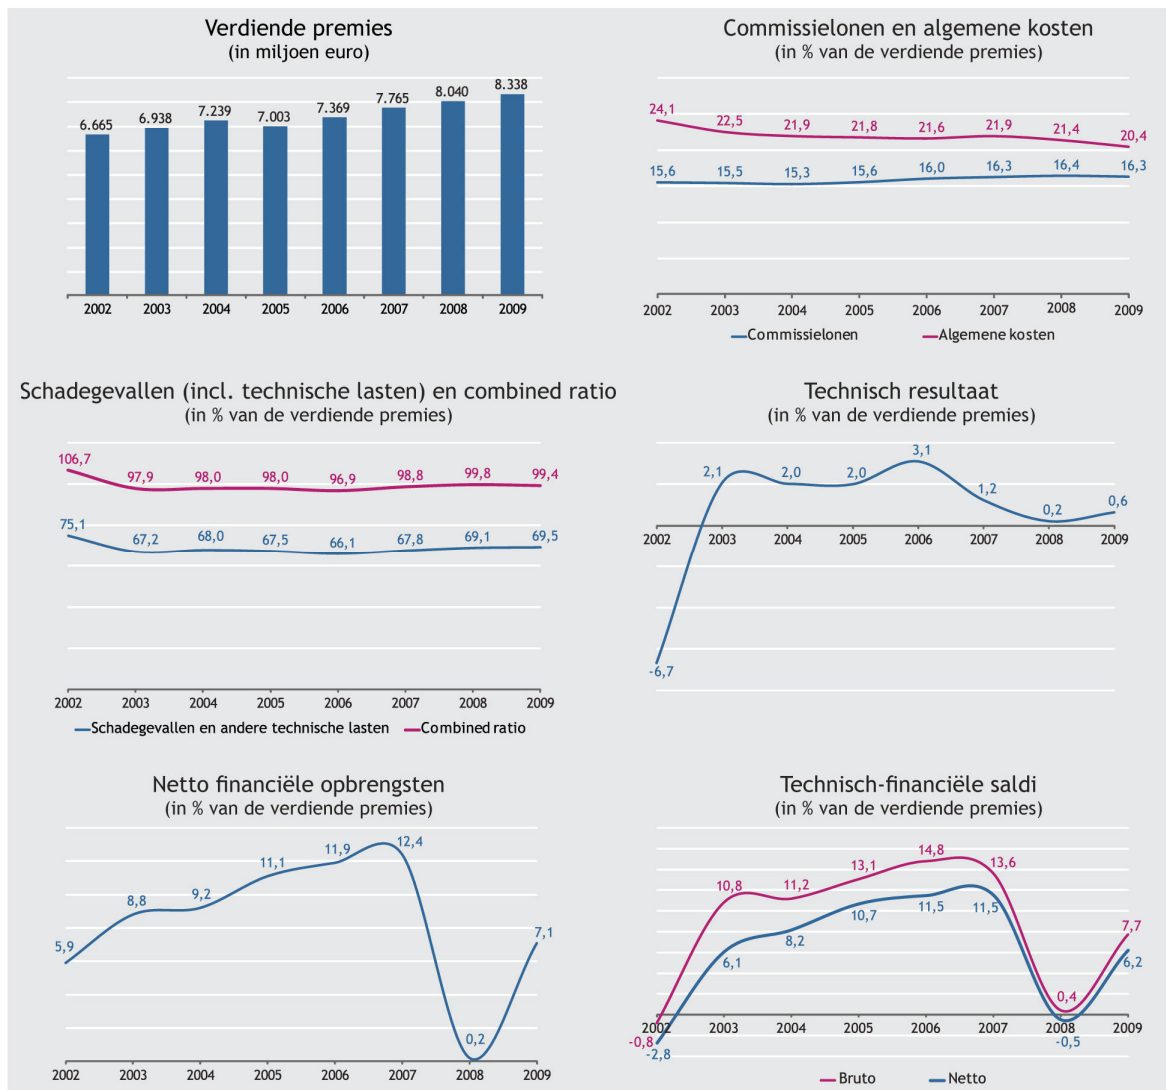 Verdiende premies
(in miljoen euro)
6.665 6.938 7.239 7.003 7.369 7.765 8.040 8.338
2002 2003 2004 2005 2006 2007 2008 2009
Commissielonen en algemene kosten
(in % van de verdiende premies)
24,1 22,5 21,9 21,8 21,6 21,9 21,4 20,4
15,6 15,5 15,3 15,6 16,0 16,3 16,4 16,3
2002 2003 2004 2005 2006 2007 2008 2009
Commissielonen Algemene kosten
Schadegevallen (incl. technische lasten) en combined ratio
(in % van de verdiende premies)
106,7 97,9 98,0 98,0 96,9 98,8 99,8 99,4
75,1 67,2 68,0 67,5 66,1 67,8 69,1 69,5
2002 2003 2004 2005 2006 2007 2008 2009
Schadegevallen en andere technische lasten Combined ratio
Technisch resultaat
(in % van de verdiende premies)
2,1 2,0 2,0 3,1 1,2 0,2 0,6
2002 2003 2004 2005 2006 2007 2008 2009
-6,7
Netto financiële opbrengsten
(in % van de verdiende premies)
5,9 8,8 9,2 11,1 11,9 12,4 0,2 7,1
2002 2003 2004 2005 2006 2007 2008 2009
Technisch-financiële saldi
(in % van de verdiende premies)
10,8 11,2 13,1 14,8 13,6 0,4 7,7
6,1 8,2 10,7 11,5 11,5 6,2
2002 2003 2004 2005 2006 2007 2008 2009
-0,8 -2,8 -0,5
Bruto Netto